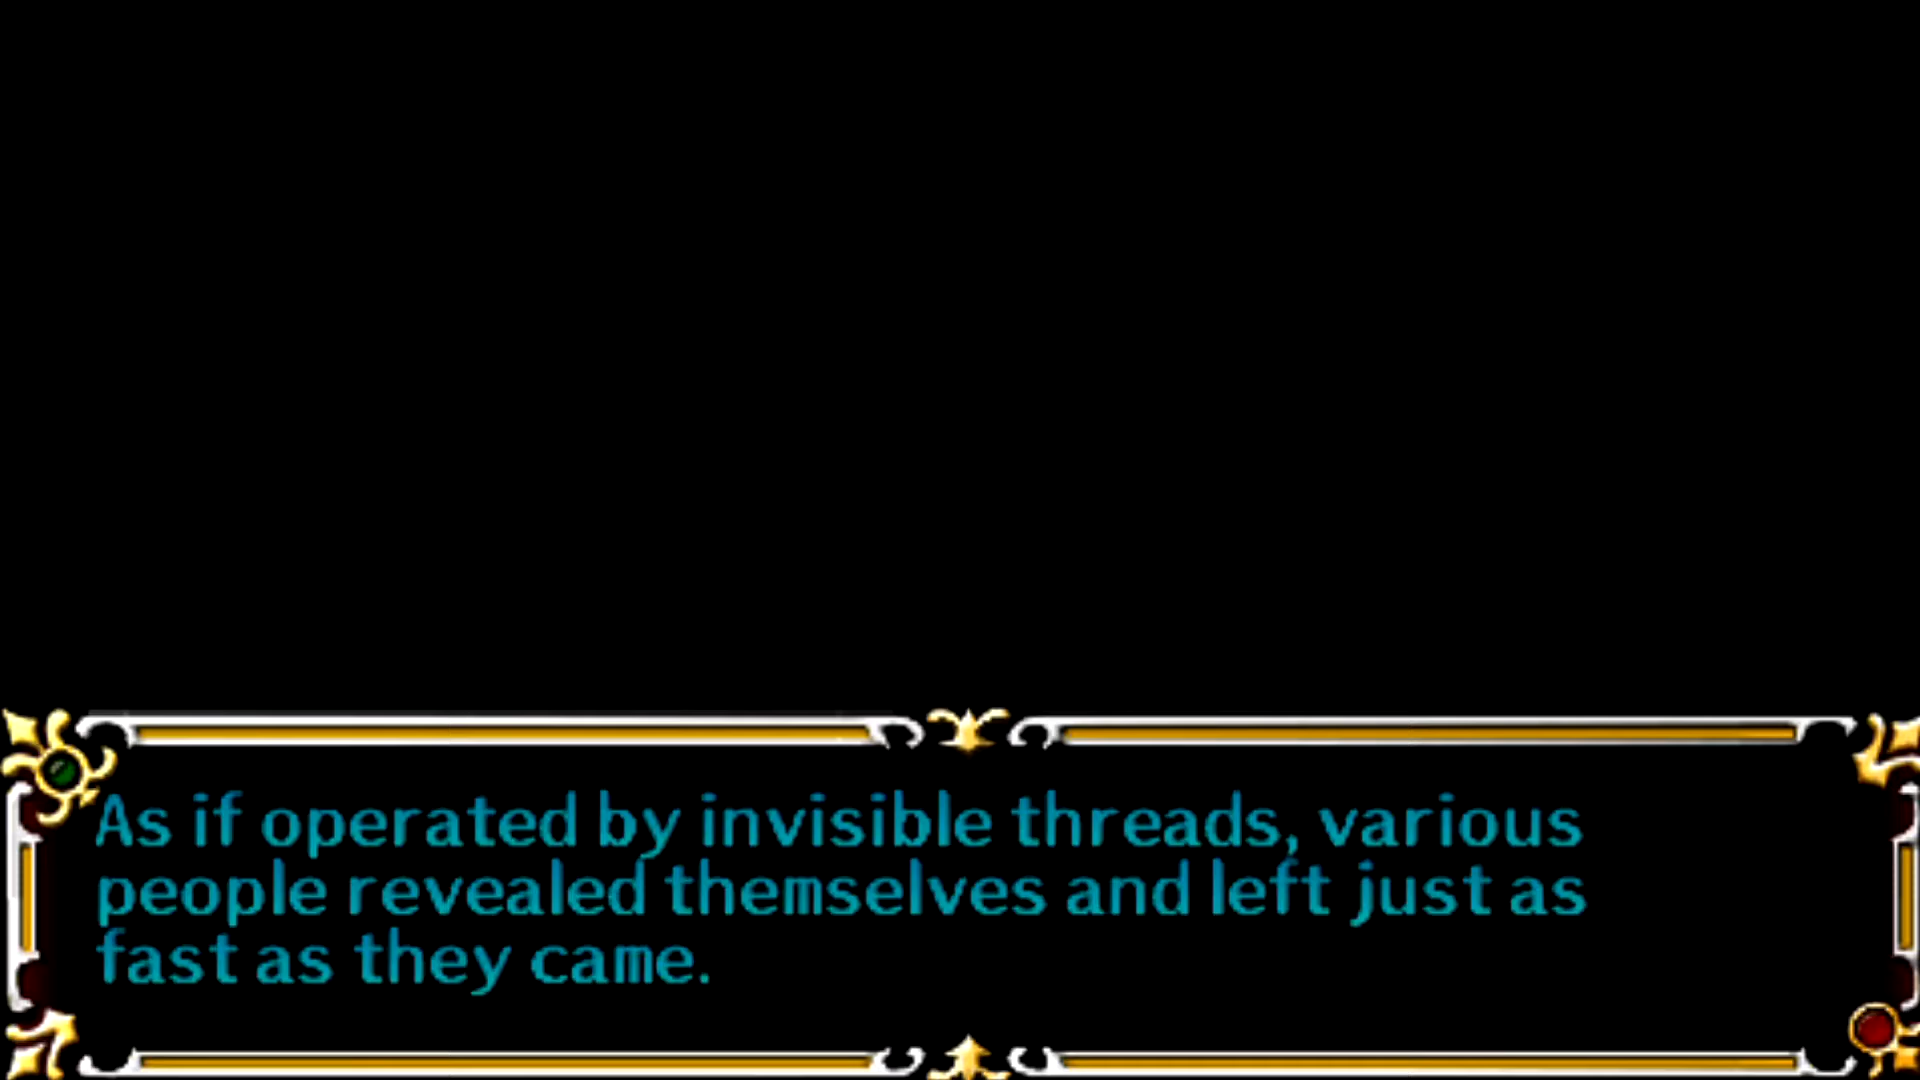 As if operated by invisible threads, various
people revealed themselves and left just as
fast as they came.